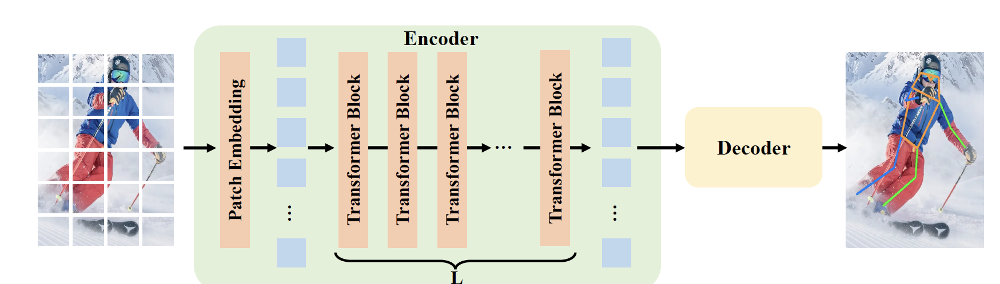 Encoder
Patch Embedding
...
Transformer Block
Transformer Block
Transformer Block
...
Transformer Block
...
L
Decoder